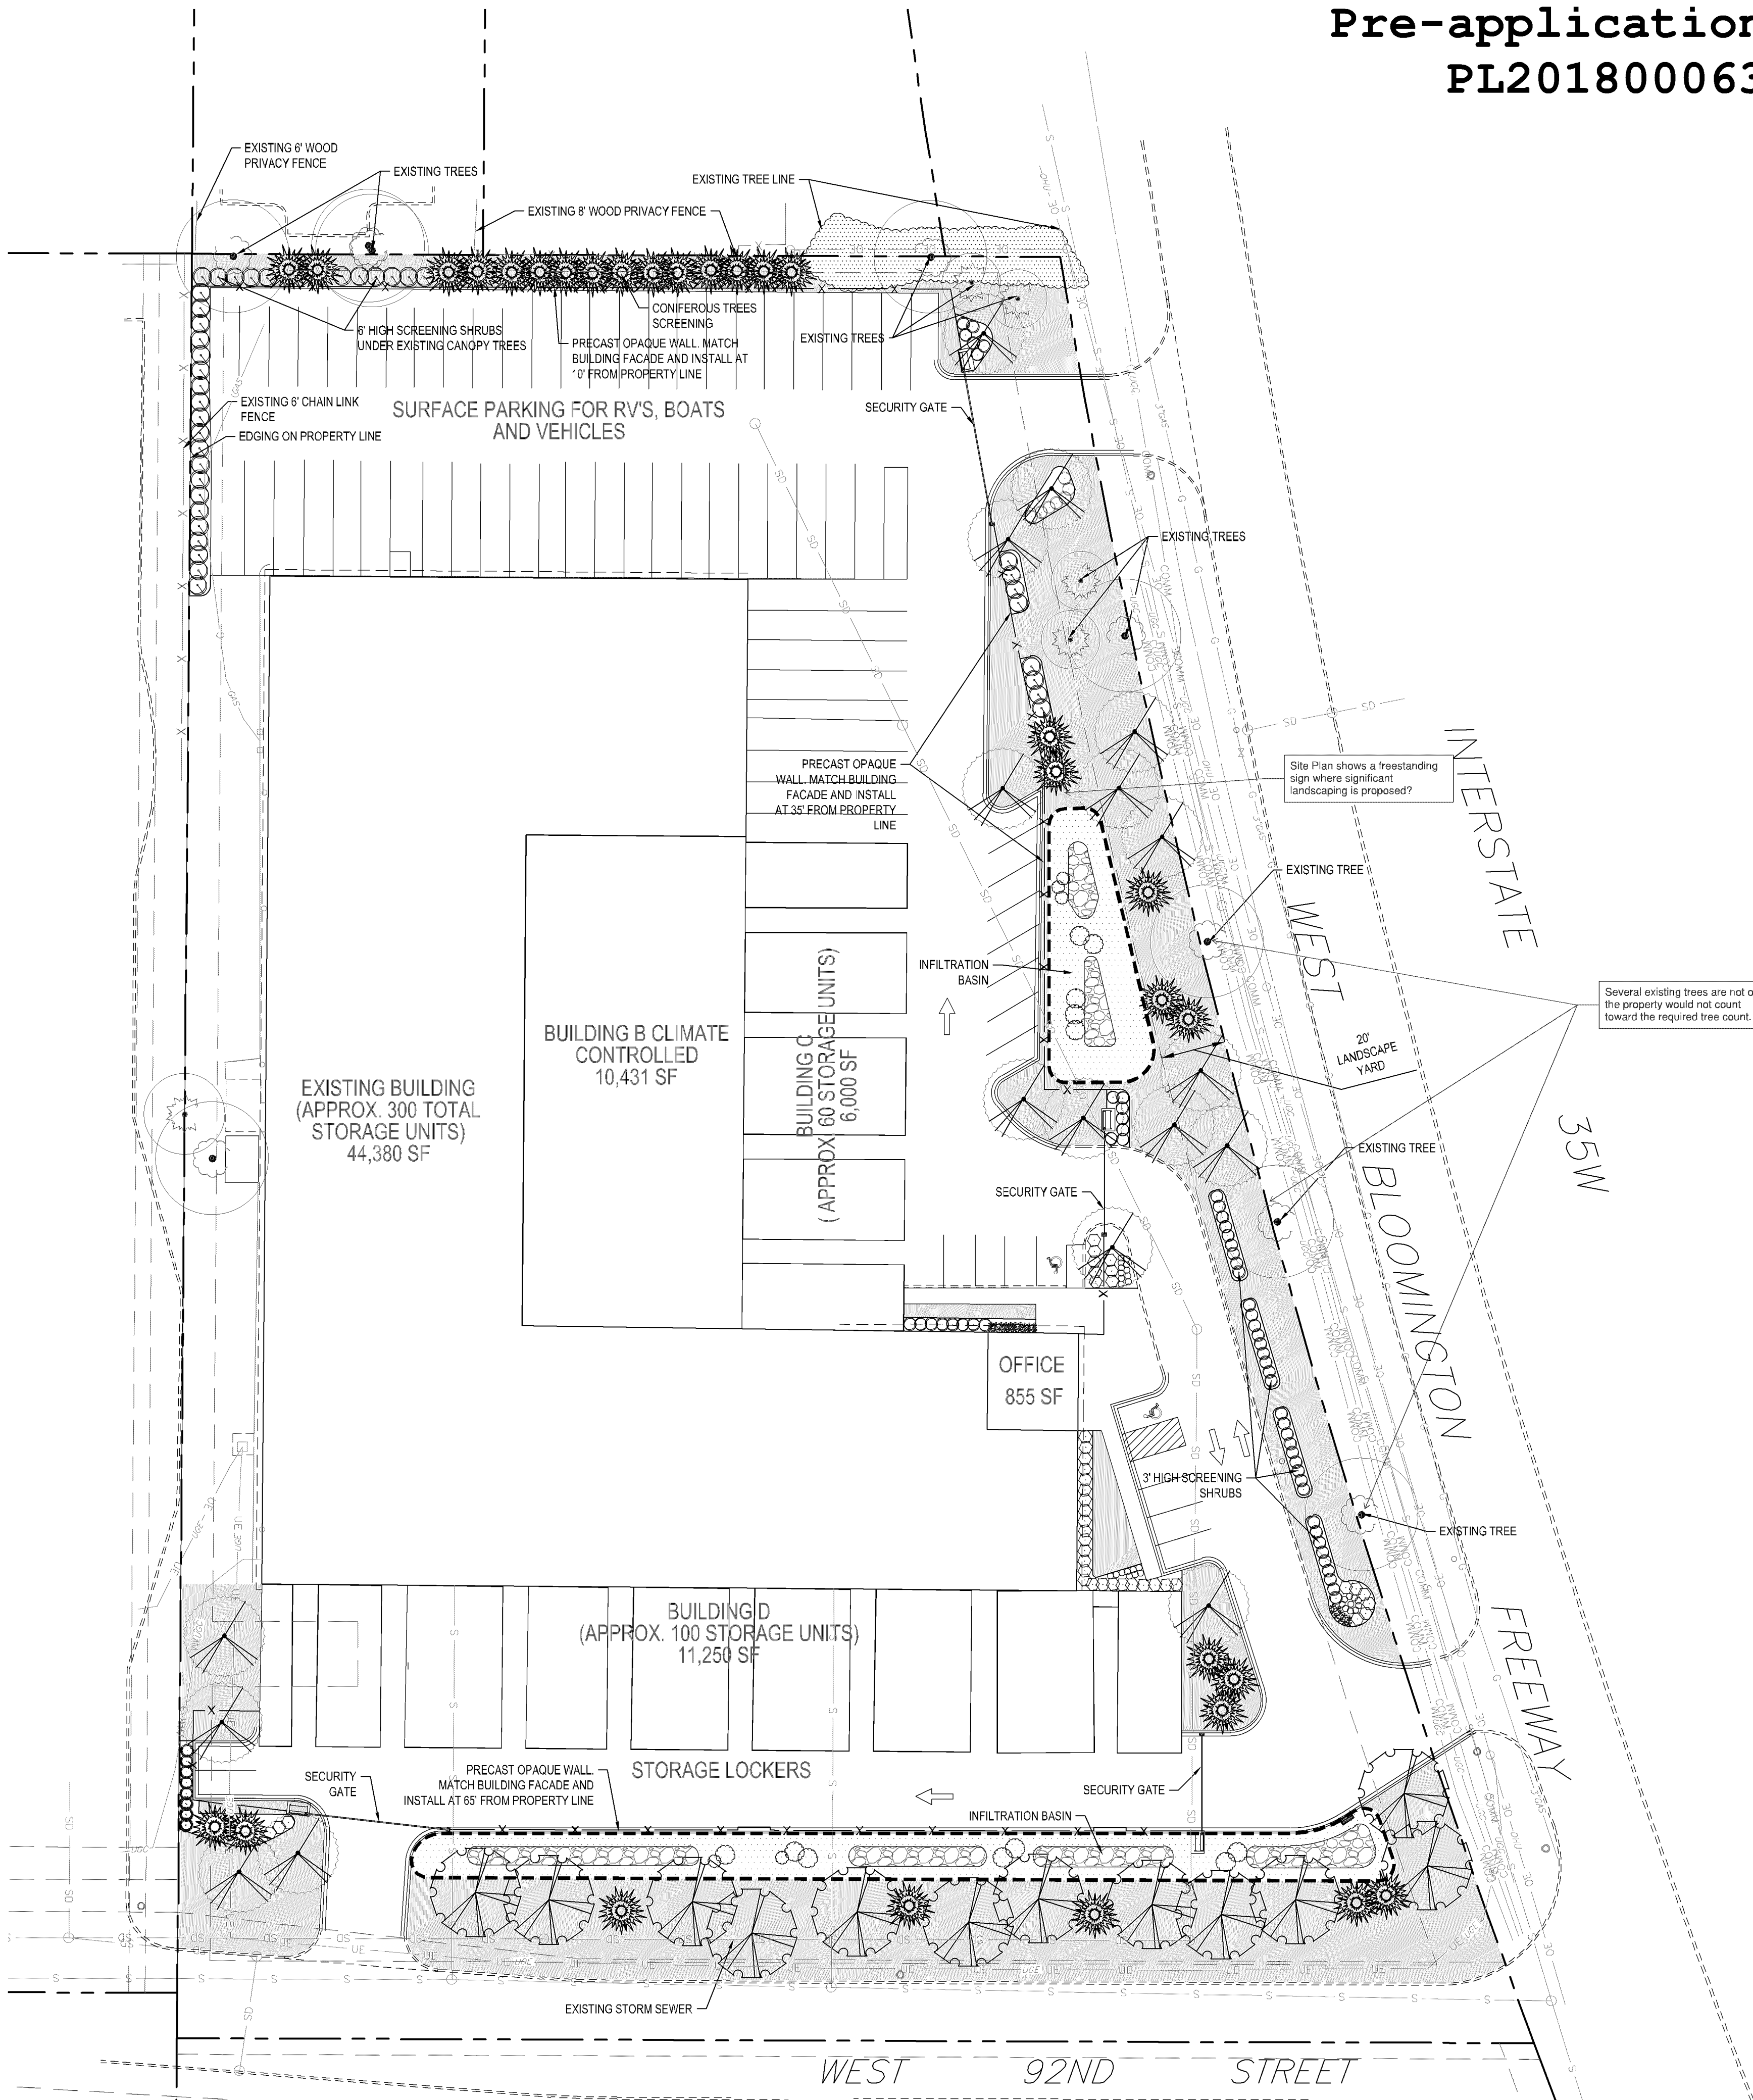 Pre-application
PL201800063
EXISTING 6' WOOD
PRIVACY FENCE
EXISTING TREES
EXISTING TREE LINE
EXISTING 8' WOOD PRIVACY FENCE
6' HIGH SCREENING SHRUBS
UNDER EXISTING CANOPY TREES
CONIFEROUS TREES
SCREENING
PRECAST OPAQUE WALL. MATCH
BUILDING FACADE AND INSTALL AT
10' FROM PROPERTY LINE
EXISTING TREES
EXISTING 6' CHAIN LINK
FENCE
EDGING ON PROPERTY LINE
SURFACE PARKING FOR RV'S, BOATS
AND VEHICLES
SECURITY GATE
EXISTING TREES
PRECAST OPAQUE
WALL. MATCH BUILDING
FACADE AND INSTALL
AT 35' FROM PROPERTY
LINE
Site Plan shows a freestanding
sign where significant
landscaping is proposed?
INTERSTATE
35W
EXISTING TREE
WEST
BLOOMINGTON
FREEWAY
INFILTRATION
BASIN
Several existing trees are not o
the property would not count
toward the required tree count.
20'
LANDSCAPE
YARD
BUILDING B CLIMATE
CONTROLLED
10,431 SF
BUILDING C
( APPROX. 60 STORAGE UNITS)
6,000 SF
EXISTING BUILDING
(APPROX. 300 TOTAL
STORAGE UNITS)
44,380 SF
EXISTING TREE
SECURITY GATE
OFFICE
855 SF
3' HIGH SCREENING
SHRUBS
EXISTING TREE
BUILDING D
(APPROX. 100 STORAGE UNITS)
11,250 SF
STORAGE LOCKERS
SECURITY
GATE
PRECAST OPAQUE WALL.
MATCH BUILDING FACADE AND
INSTALL AT 65' FROM PROPERTY LINE
SECURITY GATE
INFILTRATION BASIN
EXISTING STORM SEWER
WEST 92ND STREET